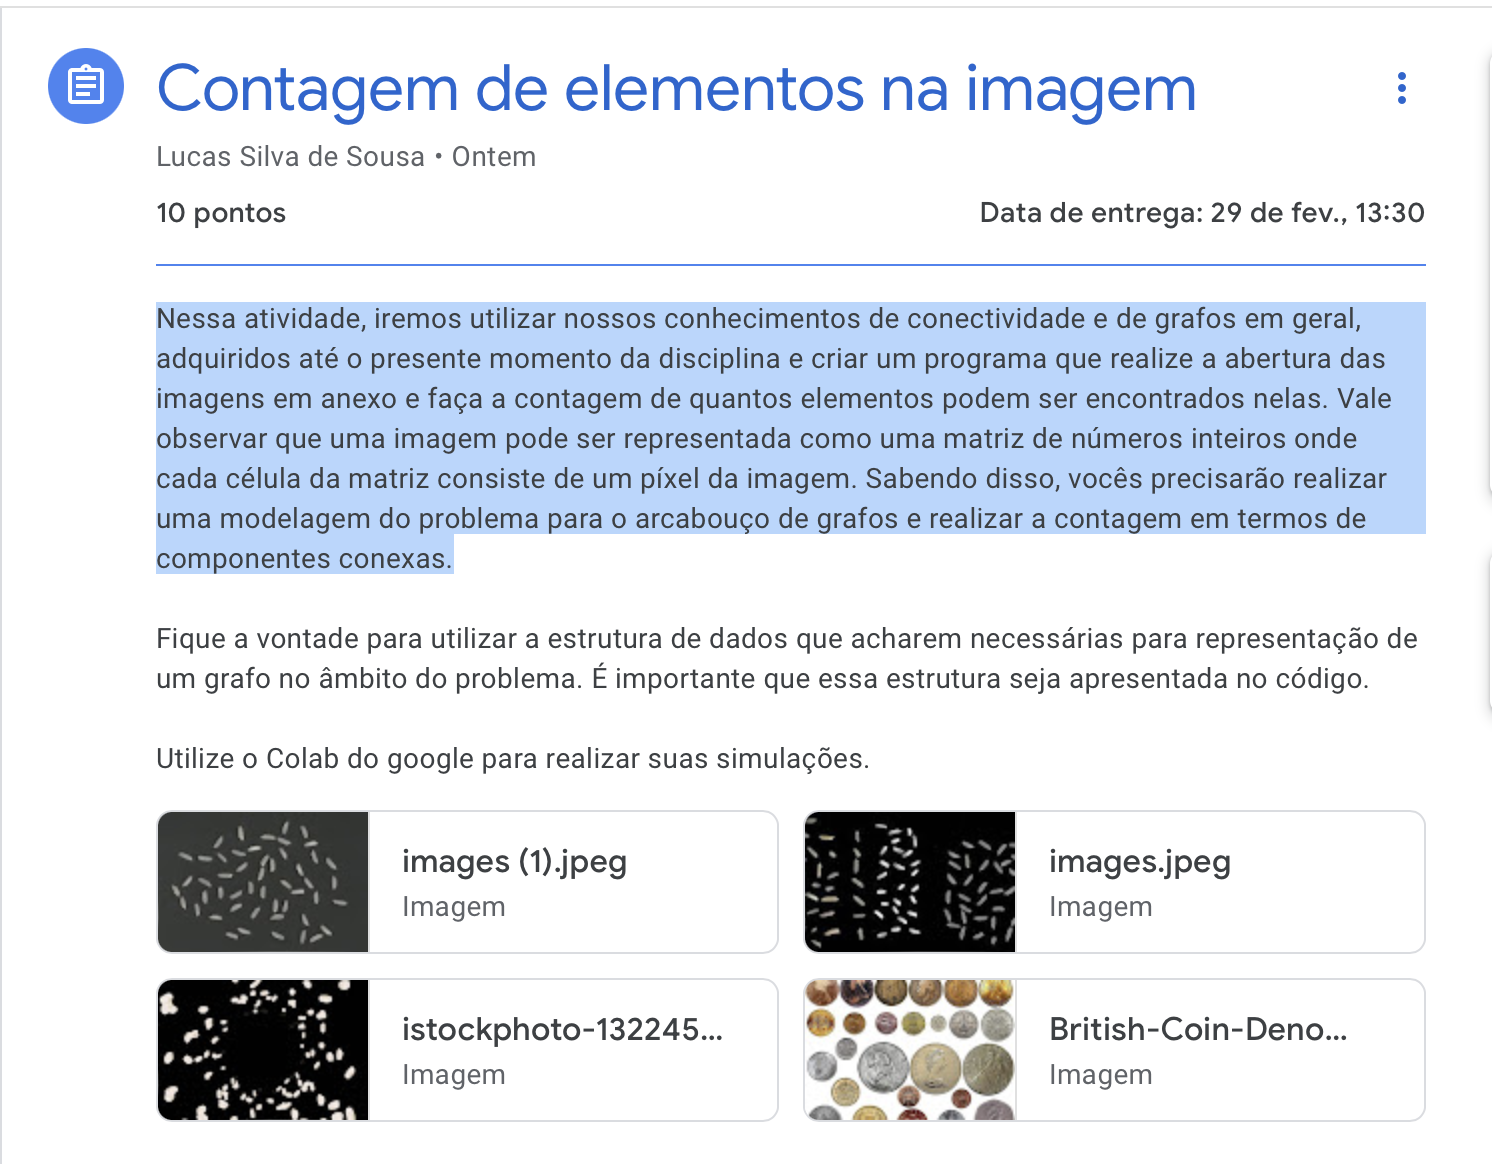 Contagem de elementos na imagem
Lucas Silva de Sousa • Ontem
10 pontos
Data de entrega: 29 de fev., 13:30
Nessa atividade, iremos utilizar nossos conhecimentos de conectividade e de grafos em geral,
adquiridos até o presente momento da disciplina e criar um programa que realize a abertura das
imagens em anexo e faça a contagem de quantos elementos podem ser encontrados nelas. Vale
observar que uma imagem pode ser representada como uma matriz de números inteiros onde
cada célula da matriz consiste de um píxel da imagem. Sabendo disso, vocês precisarão realizar
uma modelagem do problema para o arcabouço de grafos e realizar a contagem em termos de
componentes conexas.
Fique a vontade para utilizar a estrutura de dados que acharem necessárias para representação de
um grafo no âmbito do problema. É importante que essa estrutura seja apresentada no código.
Utilize o Colab do google para realizar suas simulações.
images (1).jpeg
Imagem
images.jpeg
Imagem
istockphoto-132245...
Imagem
British-Coin-Deno...
Imagem